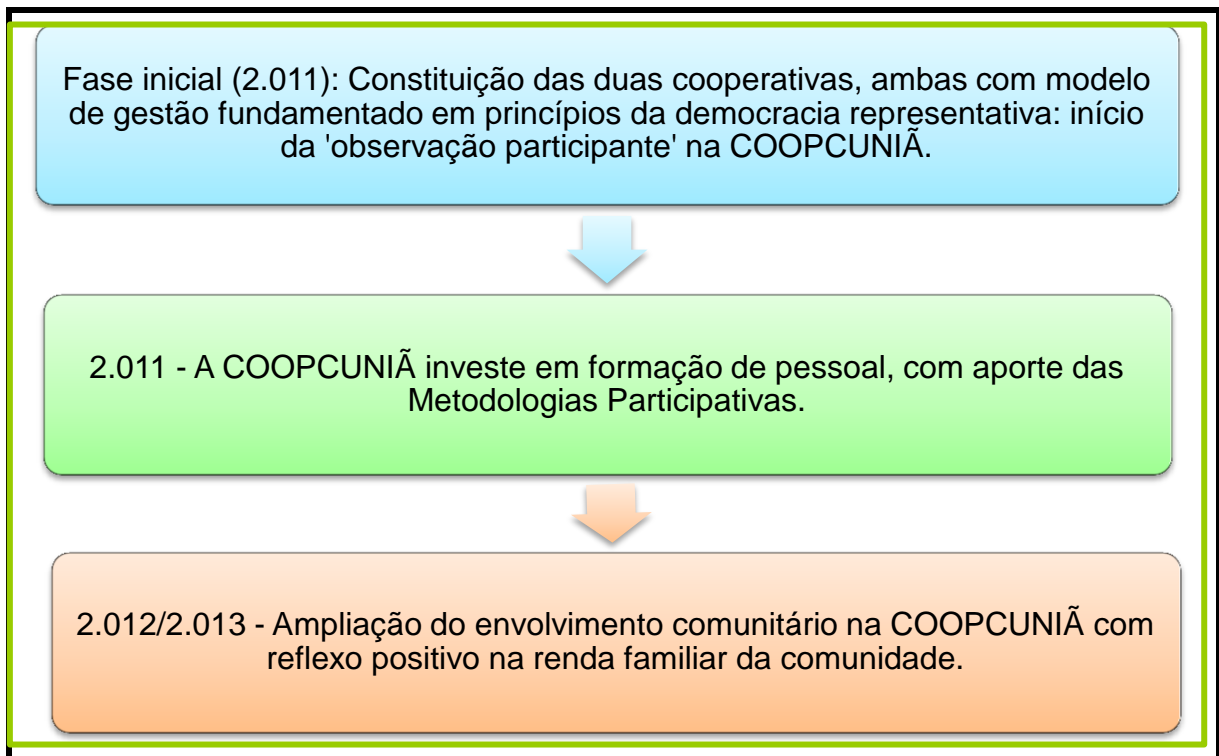 Fase inicial (2.011): Constituição das duas cooperativas, ambas com modelo
de gestão fundamentado em princípios da democracia representativa: início
da 'observação participante' na COOPCUNIÃ.
2.011 - A COOPCUNIÃ investe em formação de pessoal, com aporte das
Metodologias Participativas.
2.012/2.013 - Ampliação do envolvimento comunitário na COOPCUNIÃ com
reflexo positivo na renda familiar da comunidade.